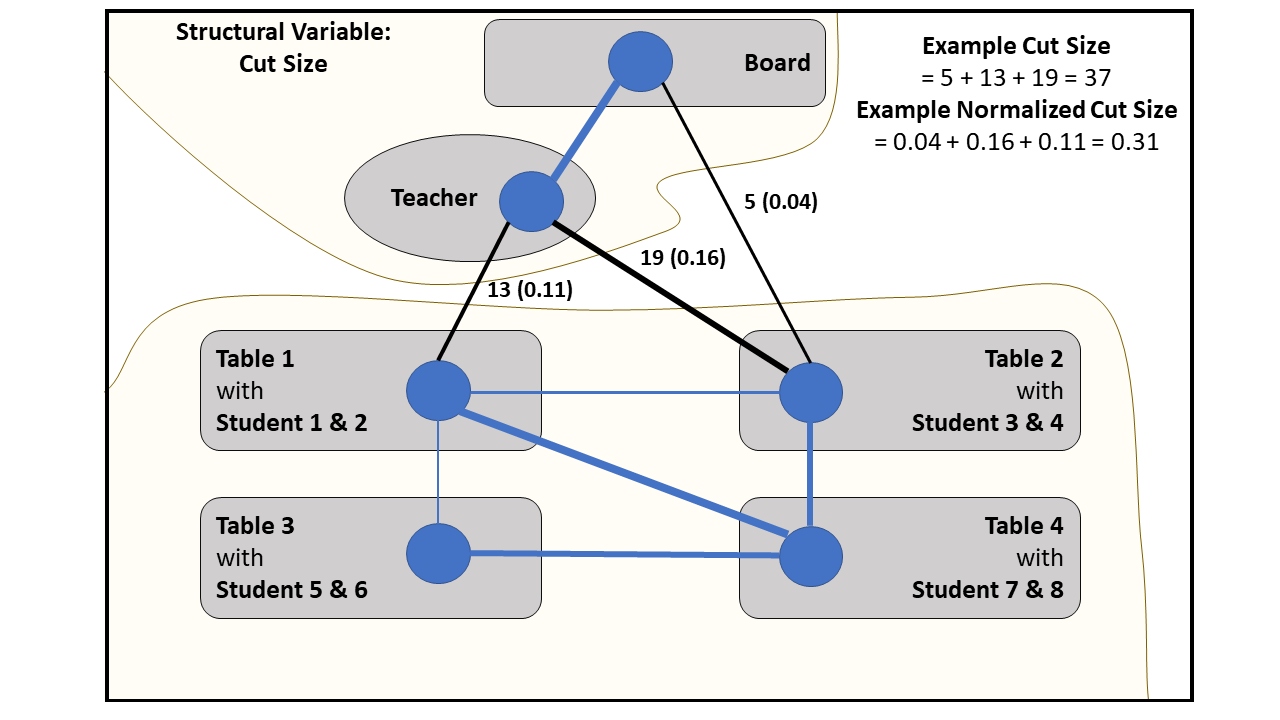 Structural Variable:
Cut Size
Board
Example Cut Size
= 5 + 13 + 19 = 37
Example Normalized Cut Size
= 0.04 + 0.16 + 0.11 = 0.31
Teacher
5 (0.04)
19 (0.16)
13 (0.11)
Table 1
with
Student 1 & 2
Table 2
with
Student 3 & 4
Table 3
with
Student 5 & 6
Table 4
with
Student 7 & 8